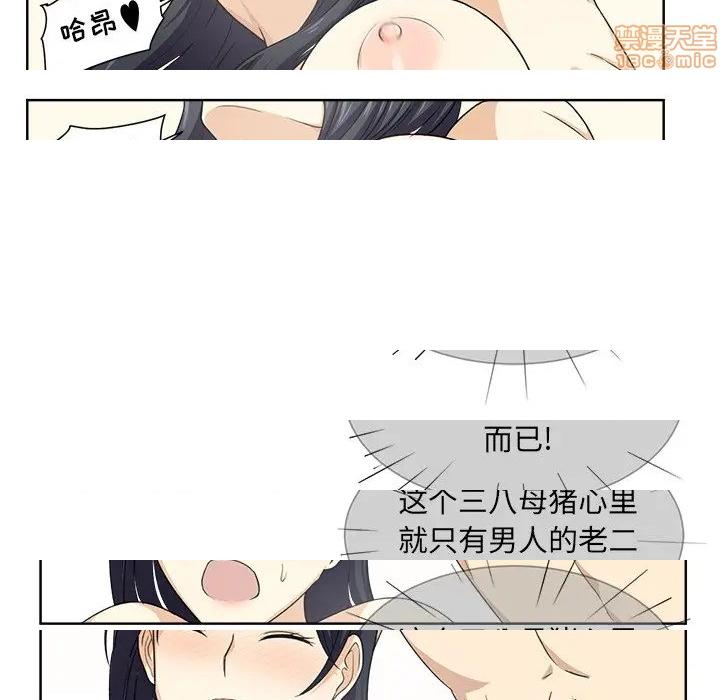 哈昂♥
禁漫天堂
18comic
而已!
这个三八母猪心里
就只有男人的老二